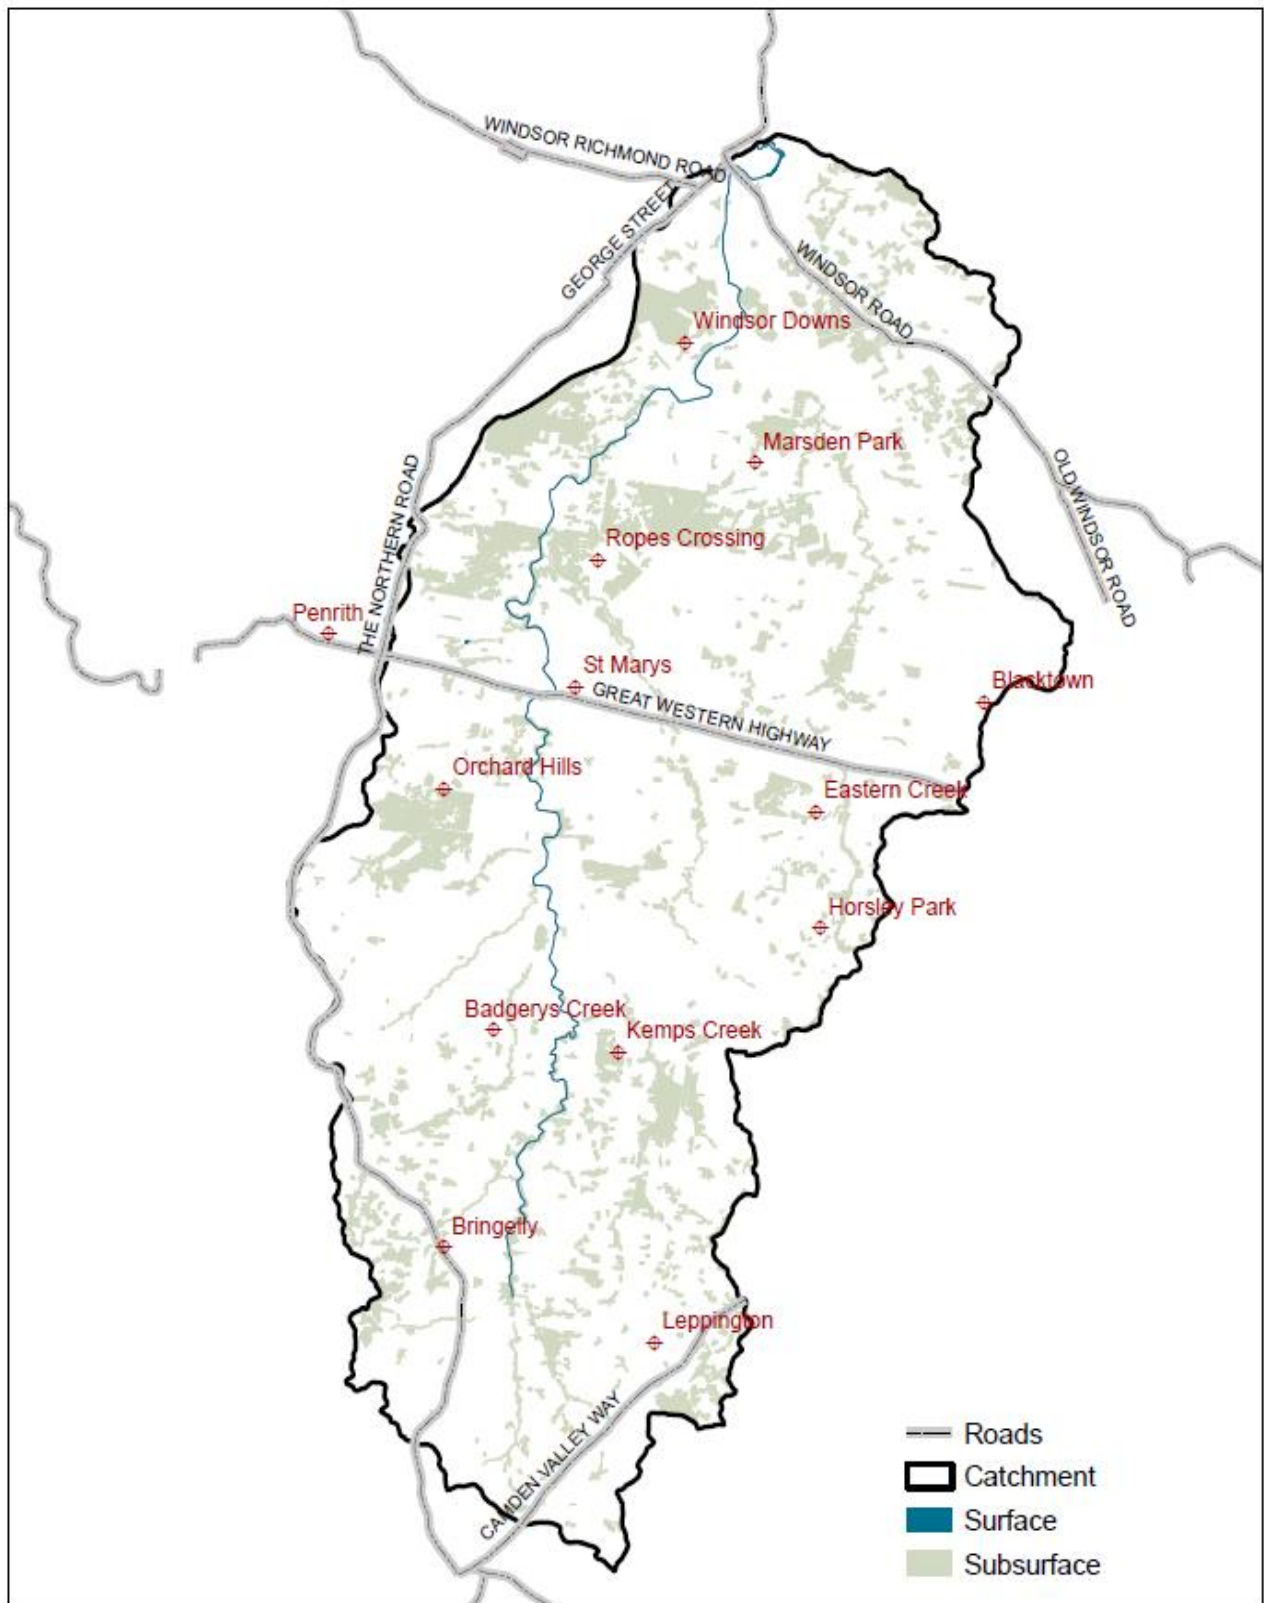 WINDSOR RICHMOND ROAD
GEORGE STREET
WINDSOR ROAD
Windsor Downs
Marsden Park
OLD WINDSOR ROAD
THE NORTHERN ROAD
Ropes Crossing
Penrith
St Marys
Blacktown
GREAT WESTERN HIGHWAY
Orchard Hills
Eastern Creek
Horsley Park
Badgerys Creek
Kemps Creek
Bringelly
Leppington
CAMDEN VALLEY WAY
Roads
Catchment
Surface
Subsurface